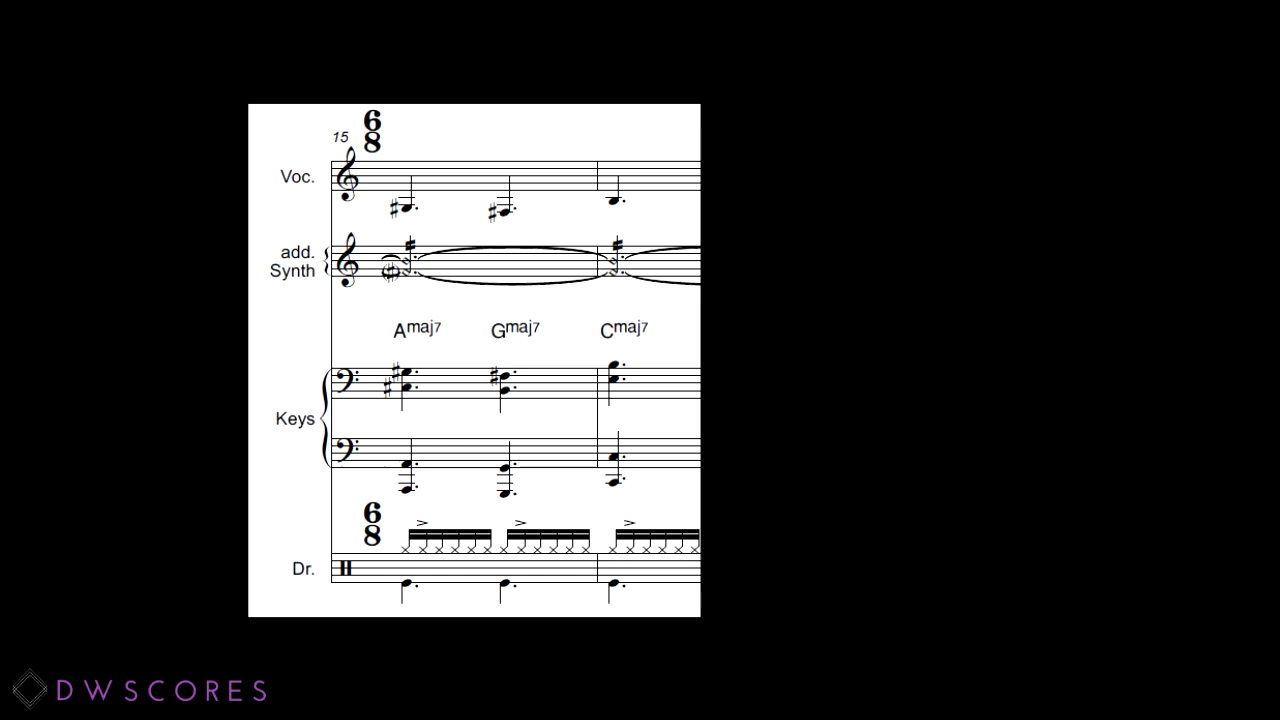 6
8
15
Voc.
add.
Synth
Amaj7 Gmaj7 Cmaj7
Keys
6
8
Dr.
DWSCORES